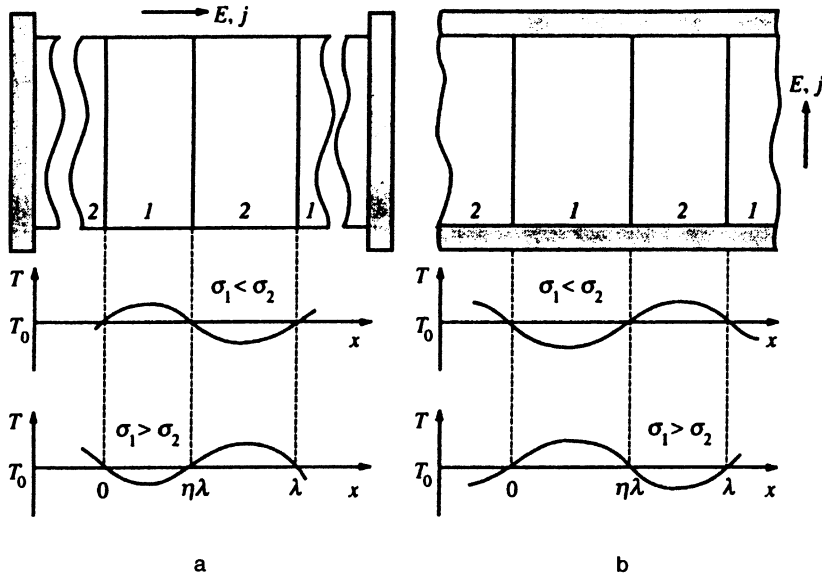 E, j
2 1 2 1
T
σ₁ < σ₂
T₀
x
T
σ₁ > σ₂
T₀
0 ηλ λ x
a
E, j
2 1 2 1
T
σ₁ < σ₂
T₀
x
T
σ₁ > σ₂
T₀
0 ηλ λ x
b